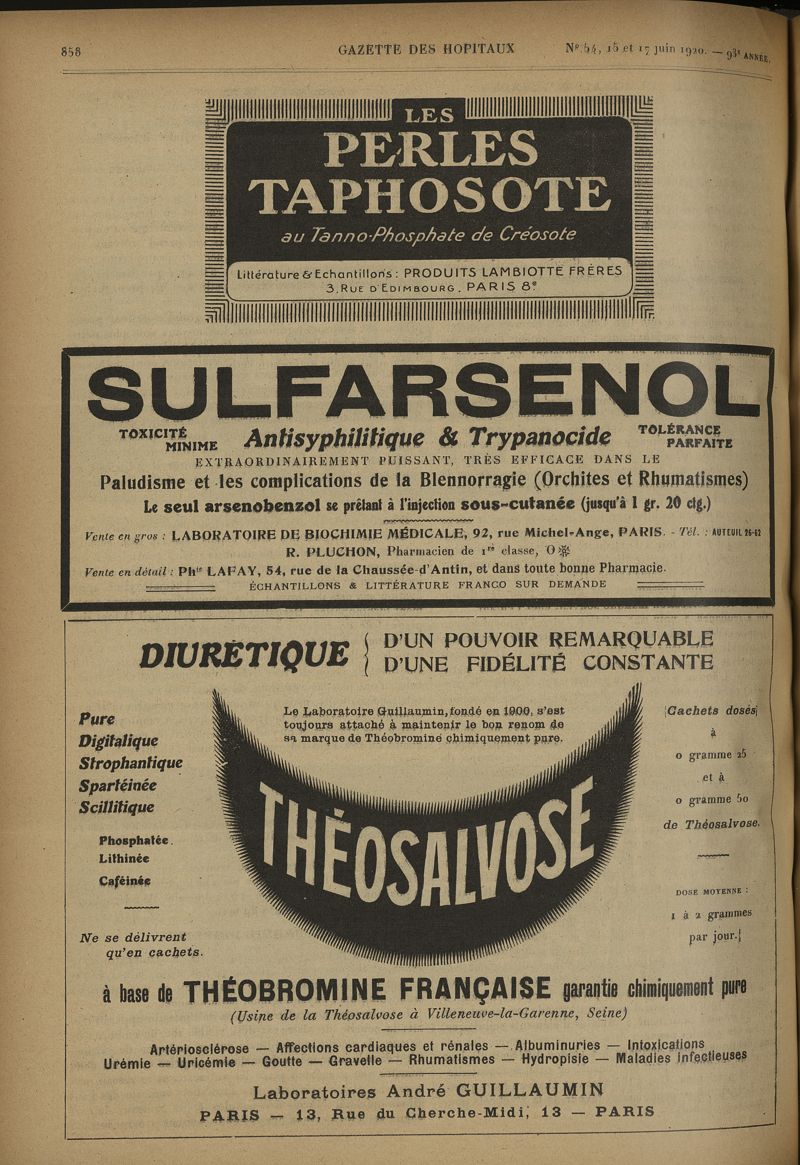 858
GAZETTE DES HOPITAUX
No 54, 15 et 17 juin 1920. — 93e ANNÉE.
LES
PERLES
TAPHOSOTE
au Tanno-Phosphate de Créosote
Littérature & Echantillons : PRODUITS LAMBIOTTE FRÈRES
3, RUE D'EDIMBOURG. PARIS 8e
SULFARSENOL
TOXICITÉ MINIME
Antisyphilitique & Trypanocide
TOLÉRANCE PARFAITE
EXTRAORDINAIREMENT PUISSANT, TRÈS EFFICACE DANS LE
Paludisme et les complications de la Blennorragie (Orchites et Rhumatismes)
Le seul arsenobenzol se prêtant à l'injection sous-cutanée (jusqu'à 1 gr. 20 ctg.)
Vente en gros : LABORATOIRE DE BIOCHIMIE MÉDICALE, 92, rue Michel-Ange, PARIS. - Tél. : AUTEUIL 26-62
R. PLUCHON, Pharmacien de 1re classe, O ❉
Vente en détail : Phie LAFAY, 54, rue de la Chaussée-d'Antin, et dans toute bonne Pharmacie.
ÉCHANTILLONS & LITTÉRATURE FRANCO SUR DEMANDE
DIURÉTIQUE
D'UN POUVOIR REMARQUABLE
D'UNE FIDÉLITÉ CONSTANTE
Le Laboratoire Guillaumin, fondé en 1900, s'est
toujours attaché à maintenir le bon renom de
sa marque de Théobromine chimiquement pure.
Pure
Digitalique
Strophantique
Spartéinée
Scillitique
Phosphatée.
Lithinée
Caféinée
Ne se délivrent
qu'en cachets.
THÉOSALVOSE
Cachets dosés
à
0 gramme 25
et à
0 gramme 50
de Théosalvose.
DOSE MOYENNE :
1 à 2 grammes
par jour.
à base de THÉOBROMINE FRANÇAISE garantie chimiquement pure
(Usine de la Théosalvose à Villeneuve-la-Garenne, Seine)
Artériosclérose — Affections cardiaques et rénales — Albuminuries — Intoxications
Urémie — Uricémie — Goutte — Gravelle — Rhumatismes — Hydropisie — Maladies infectieuses
Laboratoires André GUILLAUMIN
PARIS — 13, Rue du Cherche-Midi, 13 — PARIS